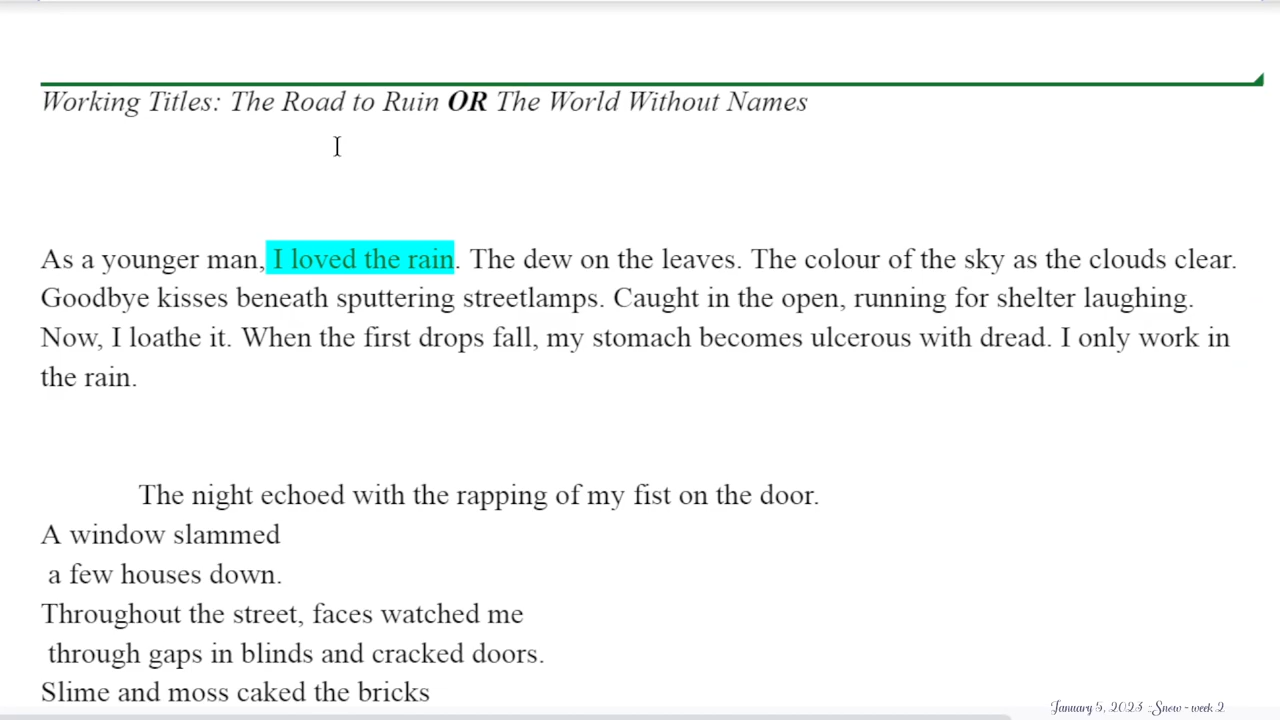 Working Titles: The Road to Ruin OR The World Without Names
As a younger man, I loved the rain. The dew on the leaves. The colour of the sky as the clouds clear.
Goodbye kisses beneath sputtering streetlamps. Caught in the open, running for shelter laughing.
Now, I loathe it. When the first drops fall, my stomach becomes ulcerous with dread. I only work in
the rain.
The night echoed with the rapping of my fist on the door.
A window slammed
a few houses down.
Throughout the street, faces watched me
through gaps in blinds and cracked doors.
Slime and moss caked the bricks
January 5, 2023 - Snow - week 2